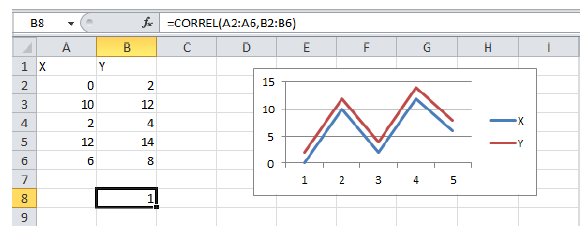 B8 fx =CORREL(A2:A6,B2:B6)
A B C D E F G H I
1 X Y
2 0 2
3 10 12
4 2 4
5 12 14
6 6 8
7
8 1
9
15
10
5
0
1 2 3 4 5
X
Y